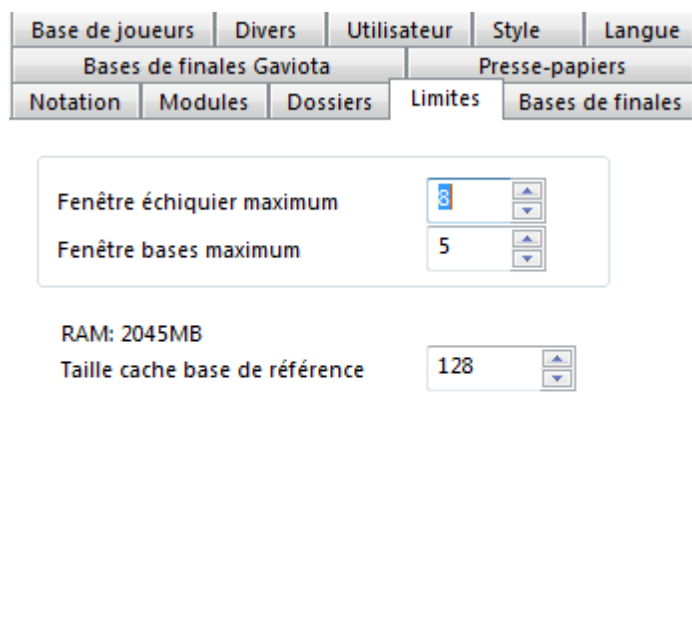 Base de joueurs Divers Utilisateur Style Langue
Bases de finales Gaviota Presse-papiers
Notation Modules Dossiers Limites Bases de finales
Fenêtre échiquier maximum 8
Fenêtre bases maximum 5
RAM: 2045MB
Taille cache base de référence 128